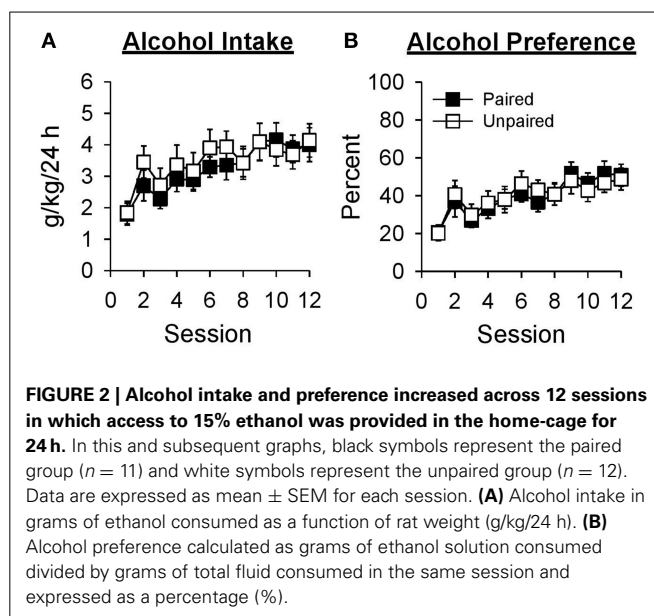 A Alcohol Intake
6
5
4
3
2
1
0
g/kg/24 h
0 2 4 6 8 10 12
Session
B Alcohol Preference
100
80
60
40
20
0
Percent
Paired
Unpaired
0 2 4 6 8 10 12
Session
FIGURE 2 | Alcohol intake and preference increased across 12 sessions
in which access to 15% ethanol was provided in the home-cage for
24 h. In this and subsequent graphs, black symbols represent the paired
group (n = 11) and white symbols represent the unpaired group (n = 12).
Data are expressed as mean ± SEM for each session. (A) Alcohol intake in
grams of ethanol consumed as a function of rat weight (g/kg/24 h). (B)
Alcohol preference calculated as grams of ethanol solution consumed
divided by grams of total fluid consumed in the same session and
expressed as a percentage (%).